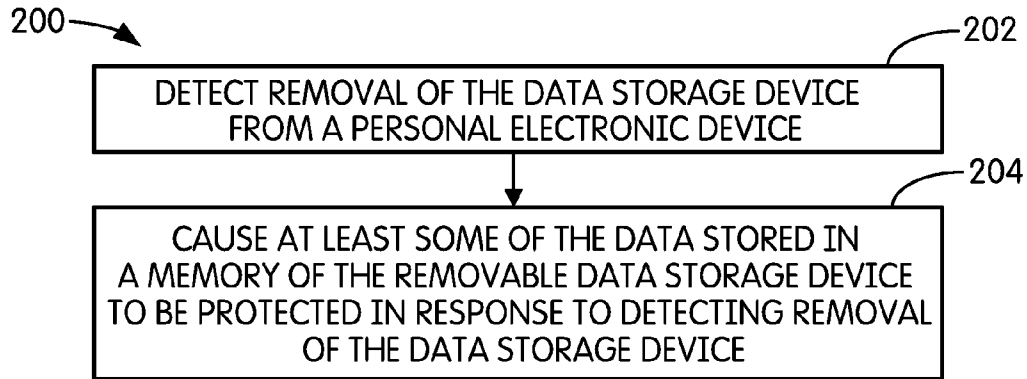 200
202
DETECT REMOVAL OF THE DATA STORAGE DEVICE
FROM A PERSONAL ELECTRONIC DEVICE
204
CAUSE AT LEAST SOME OF THE DATA STORED IN
A MEMORY OF THE REMOVABLE DATA STORAGE DEVICE
TO BE PROTECTED IN RESPONSE TO DETECTING REMOVAL
OF THE DATA STORAGE DEVICE